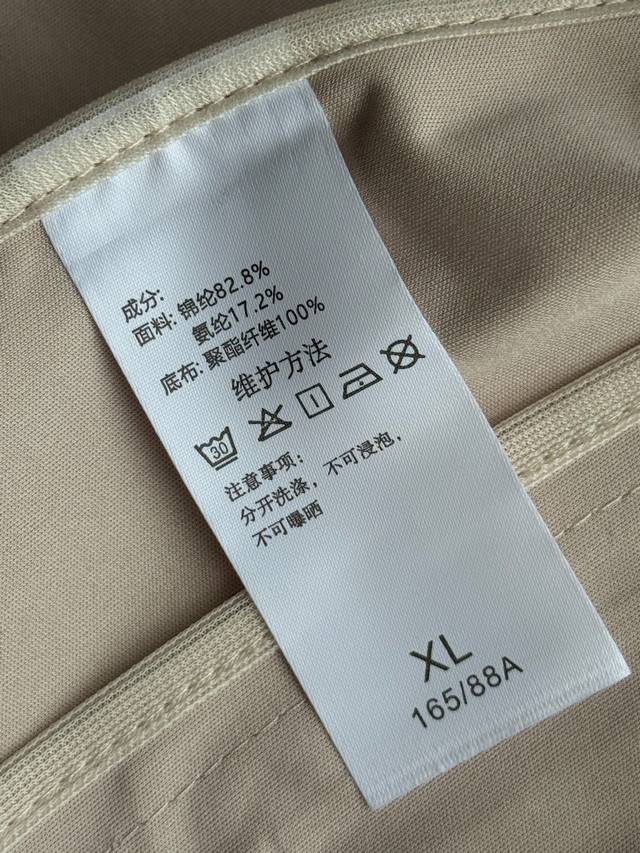 成分:
面料: 锦纶82.8%
氨纶17.2%
底布: 聚酯纤维100%
维护方法
30
注意事项:
分开洗涤, 不可浸泡,
不可曝晒
XL
165/88A